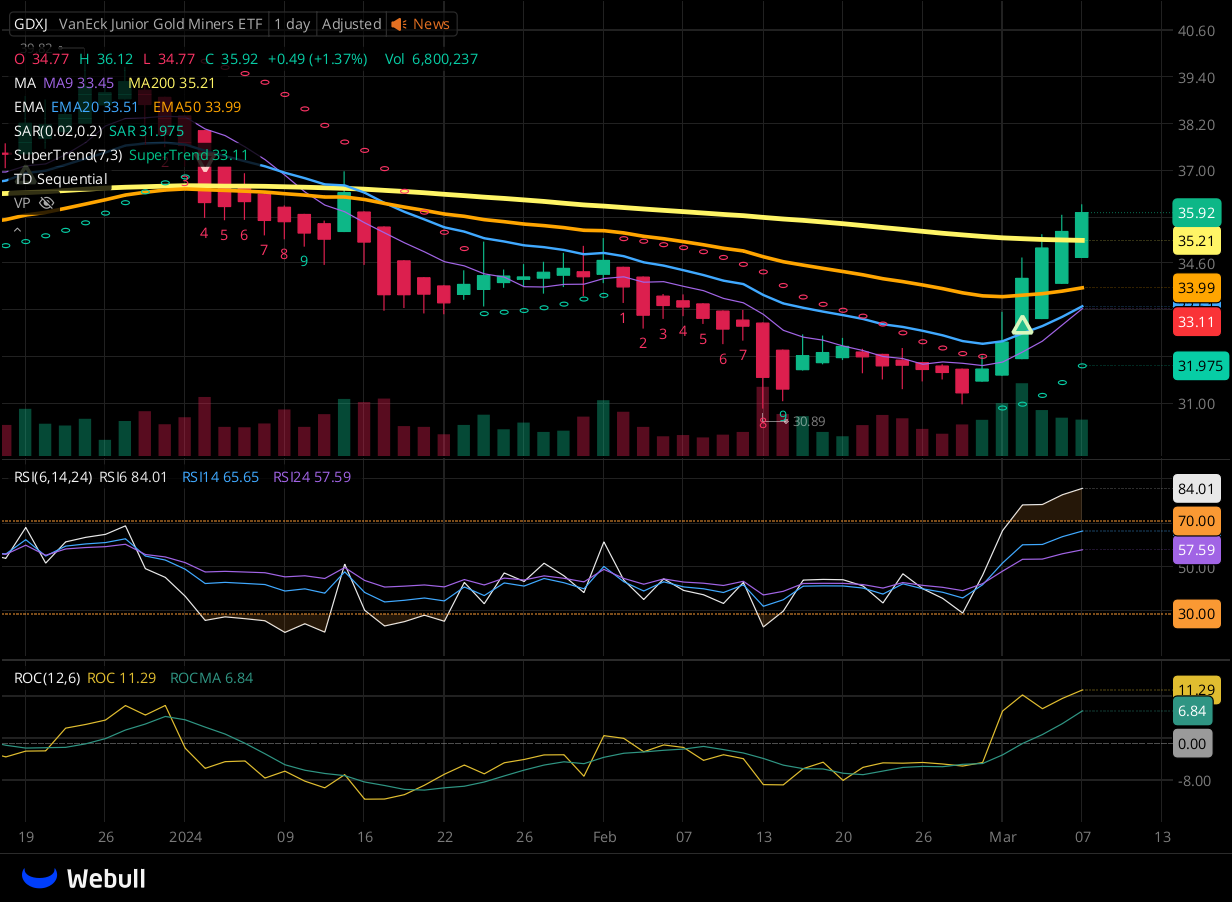 GDXJ VanEck Junior Gold Miners ETF 1 day Adjusted News
O 34.77 H 36.12 L 34.77 C 35.92 +0.49 (+1.37%) Vol 6,800,237
MA MA9 33.45 MA200 35.21
EMA EMA20 33.51 EMA50 33.99
SAR(0.02,0.2) SAR 31.975
SuperTrend(7,3) SuperTrend 33.11
TD Sequential
VP
40.60
39.40
38.20
37.00
35.92
35.21
34.60
33.99
33.11
31.975
31.00
3
4 5 6 7 8 9
1 2 3 4 5 6 7 8 9
30.89
RSI(6,14,24) RSI6 84.01 RSI14 65.65 RSI24 57.59
84.01
70.00
57.59
50.00
30.00
ROC(12,6) ROC 11.29 ROCMA 6.84
11.29
6.84
0.00
-8.00
19 26 2024 09 16 22 26 Feb 07 13 20 26 Mar 07 13
Webull